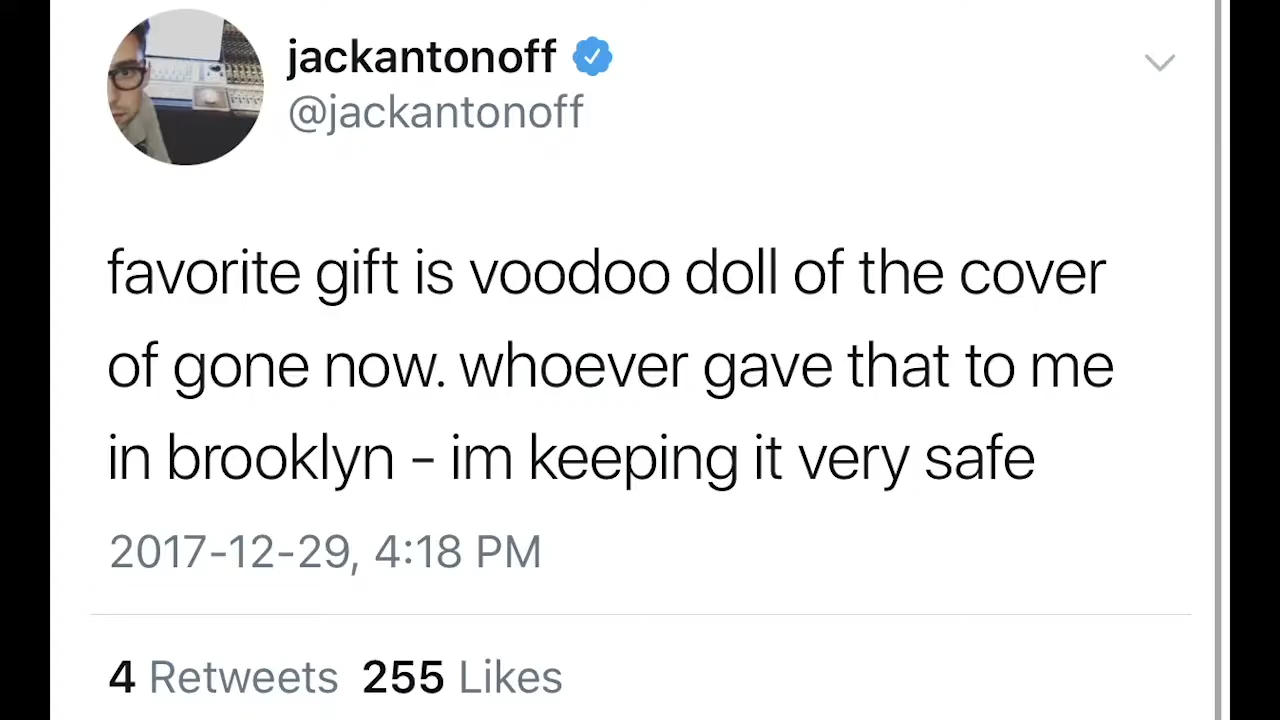 jackantonoff
@jackantonoff
favorite gift is voodoo doll of the cover
of gone now. whoever gave that to me
in brooklyn - im keeping it very safe
2017-12-29, 4:18 PM
4 Retweets 255 Likes